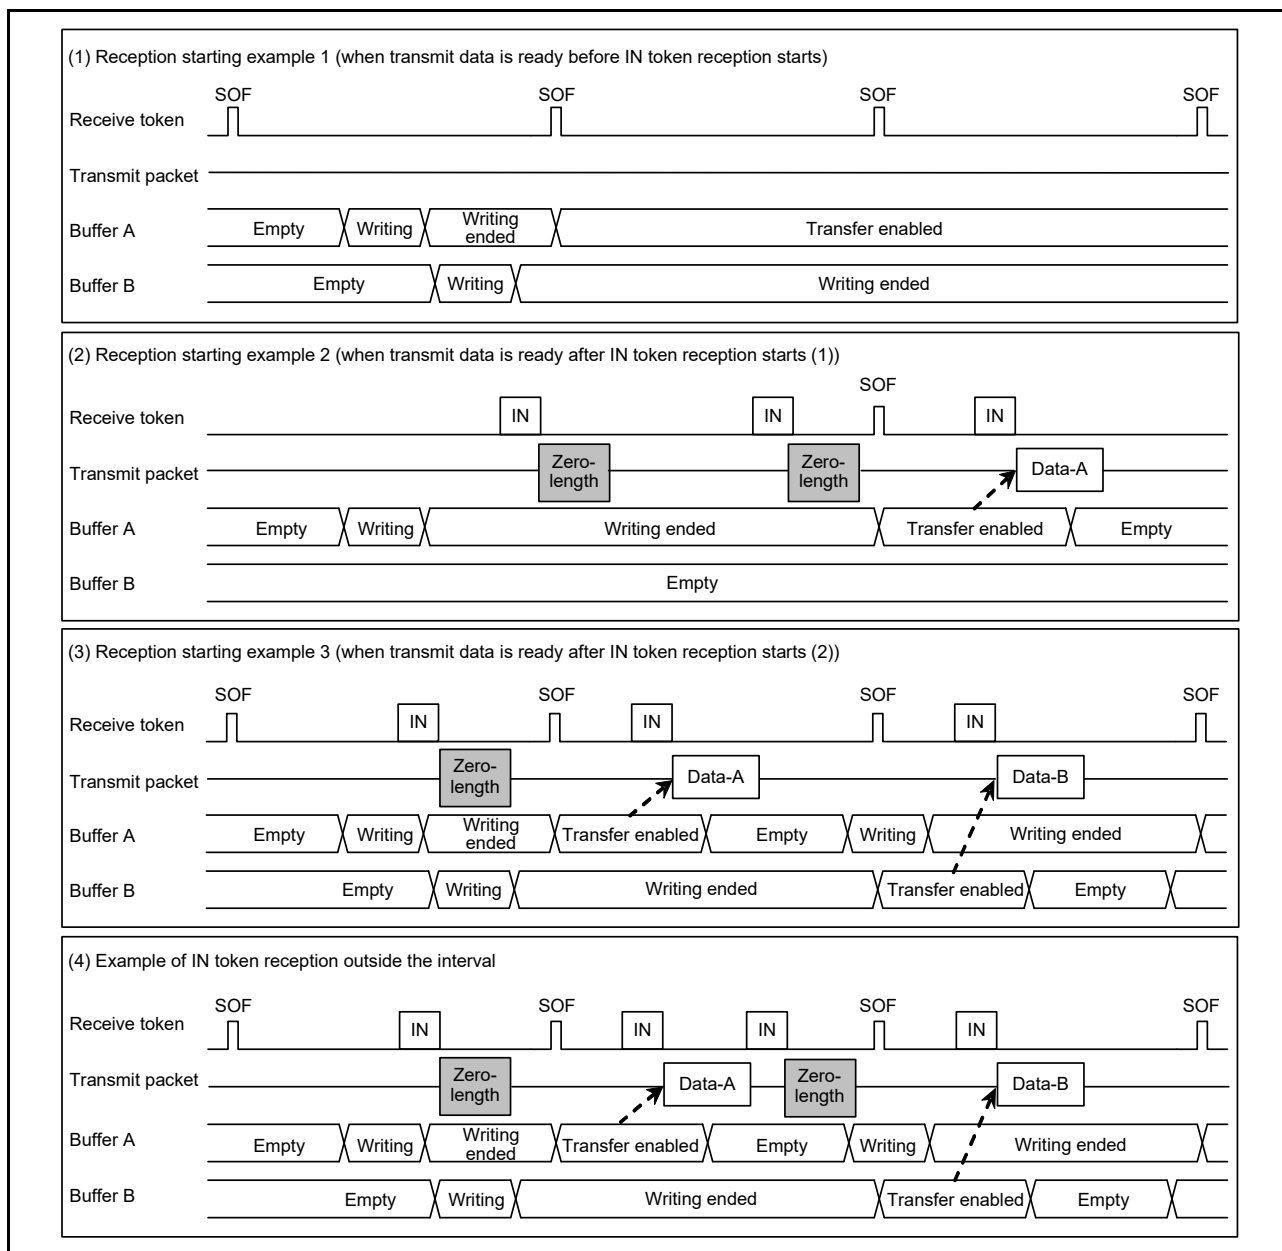 (1) Reception starting example 1 (when transmit data is ready before IN token reception starts)
SOF SOF SOF SOF
Receive token
Transmit packet
Buffer A Empty Writing Writing ended Transfer enabled
Buffer B Empty Writing Writing ended
(2) Reception starting example 2 (when transmit data is ready after IN token reception starts (1))
SOF
Receive token IN IN IN
Transmit packet Zero-length Zero-length Data-A
Buffer A Empty Writing Writing ended Transfer enabled Empty
Buffer B Empty
(3) Reception starting example 3 (when transmit data is ready after IN token reception starts (2))
SOF SOF SOF SOF
Receive token IN IN IN
Transmit packet Zero-length Data-A Data-B
Buffer A Empty Writing Writing ended Transfer enabled Empty Writing Writing ended
Buffer B Empty Writing Writing ended Transfer enabled Empty
(4) Example of IN token reception outside the interval
SOF SOF SOF SOF
Receive token IN IN IN IN
Transmit packet Zero-length Data-A Zero-length Data-B
Buffer A Empty Writing Writing ended Transfer enabled Empty Writing Writing ended
Buffer B Empty Writing Writing ended Transfer enabled Empty